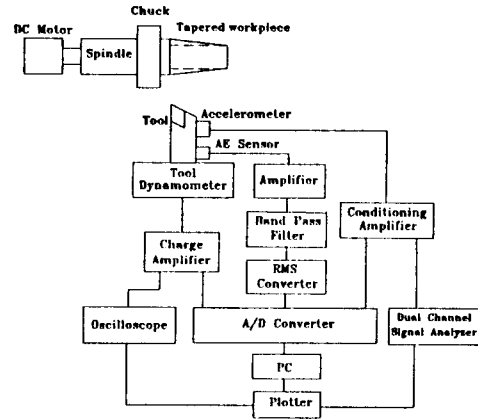 Chuck
DC Motor
Spindle
Tapered workpiece
Tool
Accelerometer
AE Sensor
Tool
Dynamometer
Amplifier
Band Pass
Filter
Conditioning
Amplifier
Charge
Amplifier
RMS
Converter
Oscilloscope
A/D Converter
Dual Channel
Signal Analyser
PC
Plotter